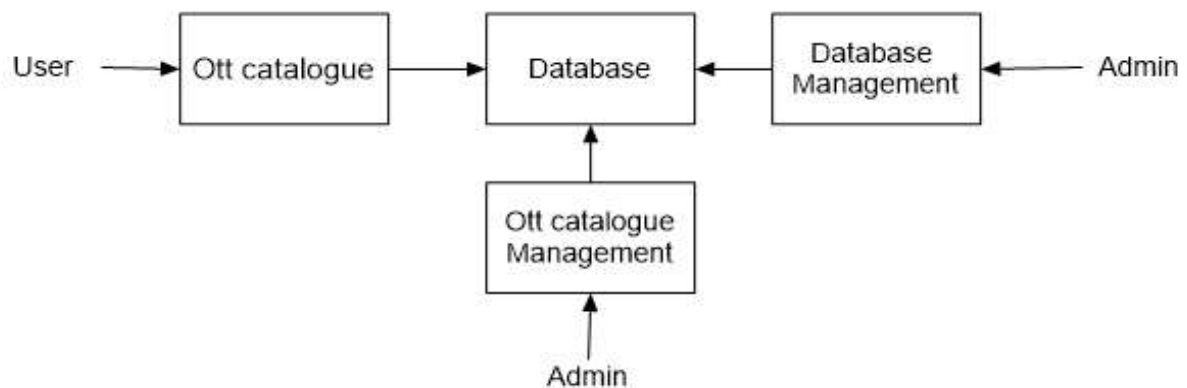 User
Ott catalogue
Database
Database
Management
Admin
Ott catalogue
Management
Admin